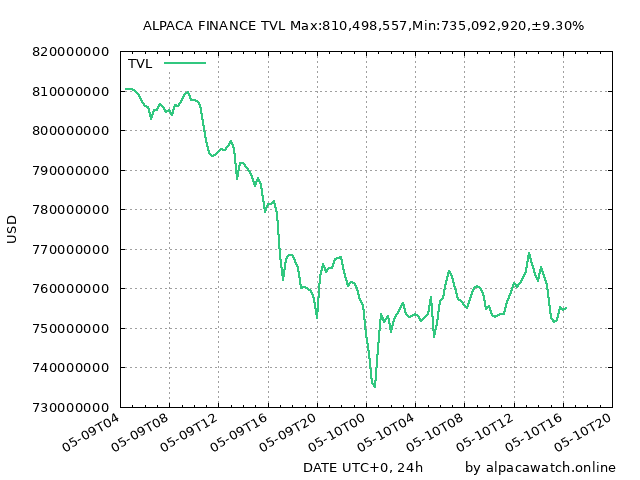 ALPACA FINANCE TVL Max:810,498,557,Min:735,092,920,±9.30%
820000000
TVL
810000000
800000000
790000000
780000000
770000000
760000000
750000000
740000000
730000000
USD
05-09T04
05-09T08
05-09T12
05-09T16
05-09T20
05-10T00
05-10T04
05-10T08
05-10T12
05-10T16
05-10T20
DATE UTC+0, 24h
by alpacawatch.online